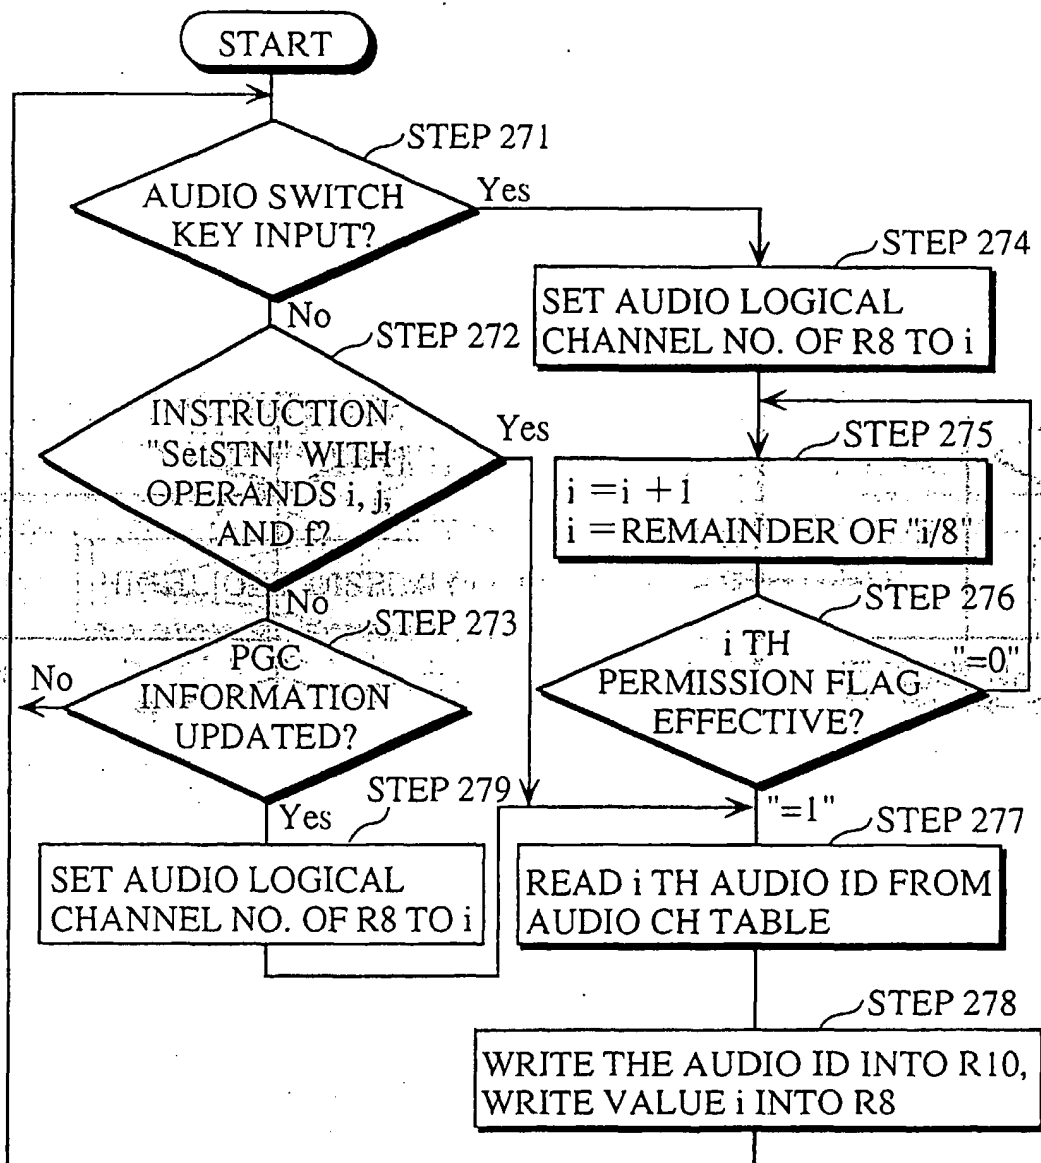 START
STEP 271
AUDIO SWITCH
KEY INPUT?
Yes
No
STEP 274
SET AUDIO LOGICAL
CHANNEL NO. OF R8 TO i
STEP 272
INSTRUCTION
"SetSTN" WITH
OPERANDS i, j,
AND f?
Yes
No
STEP 275
i = i + 1
i = REMAINDER OF "i/8"
STEP 276
i TH
PERMISSION FLAG
EFFECTIVE?
"=0"
"=1"
STEP 273
PGC
INFORMATION
UPDATED?
No
Yes
STEP 279
SET AUDIO LOGICAL
CHANNEL NO. OF R8 TO i
STEP 277
READ i TH AUDIO ID FROM
AUDIO CH TABLE
STEP 278
WRITE THE AUDIO ID INTO R10,
WRITE VALUE i INTO R8